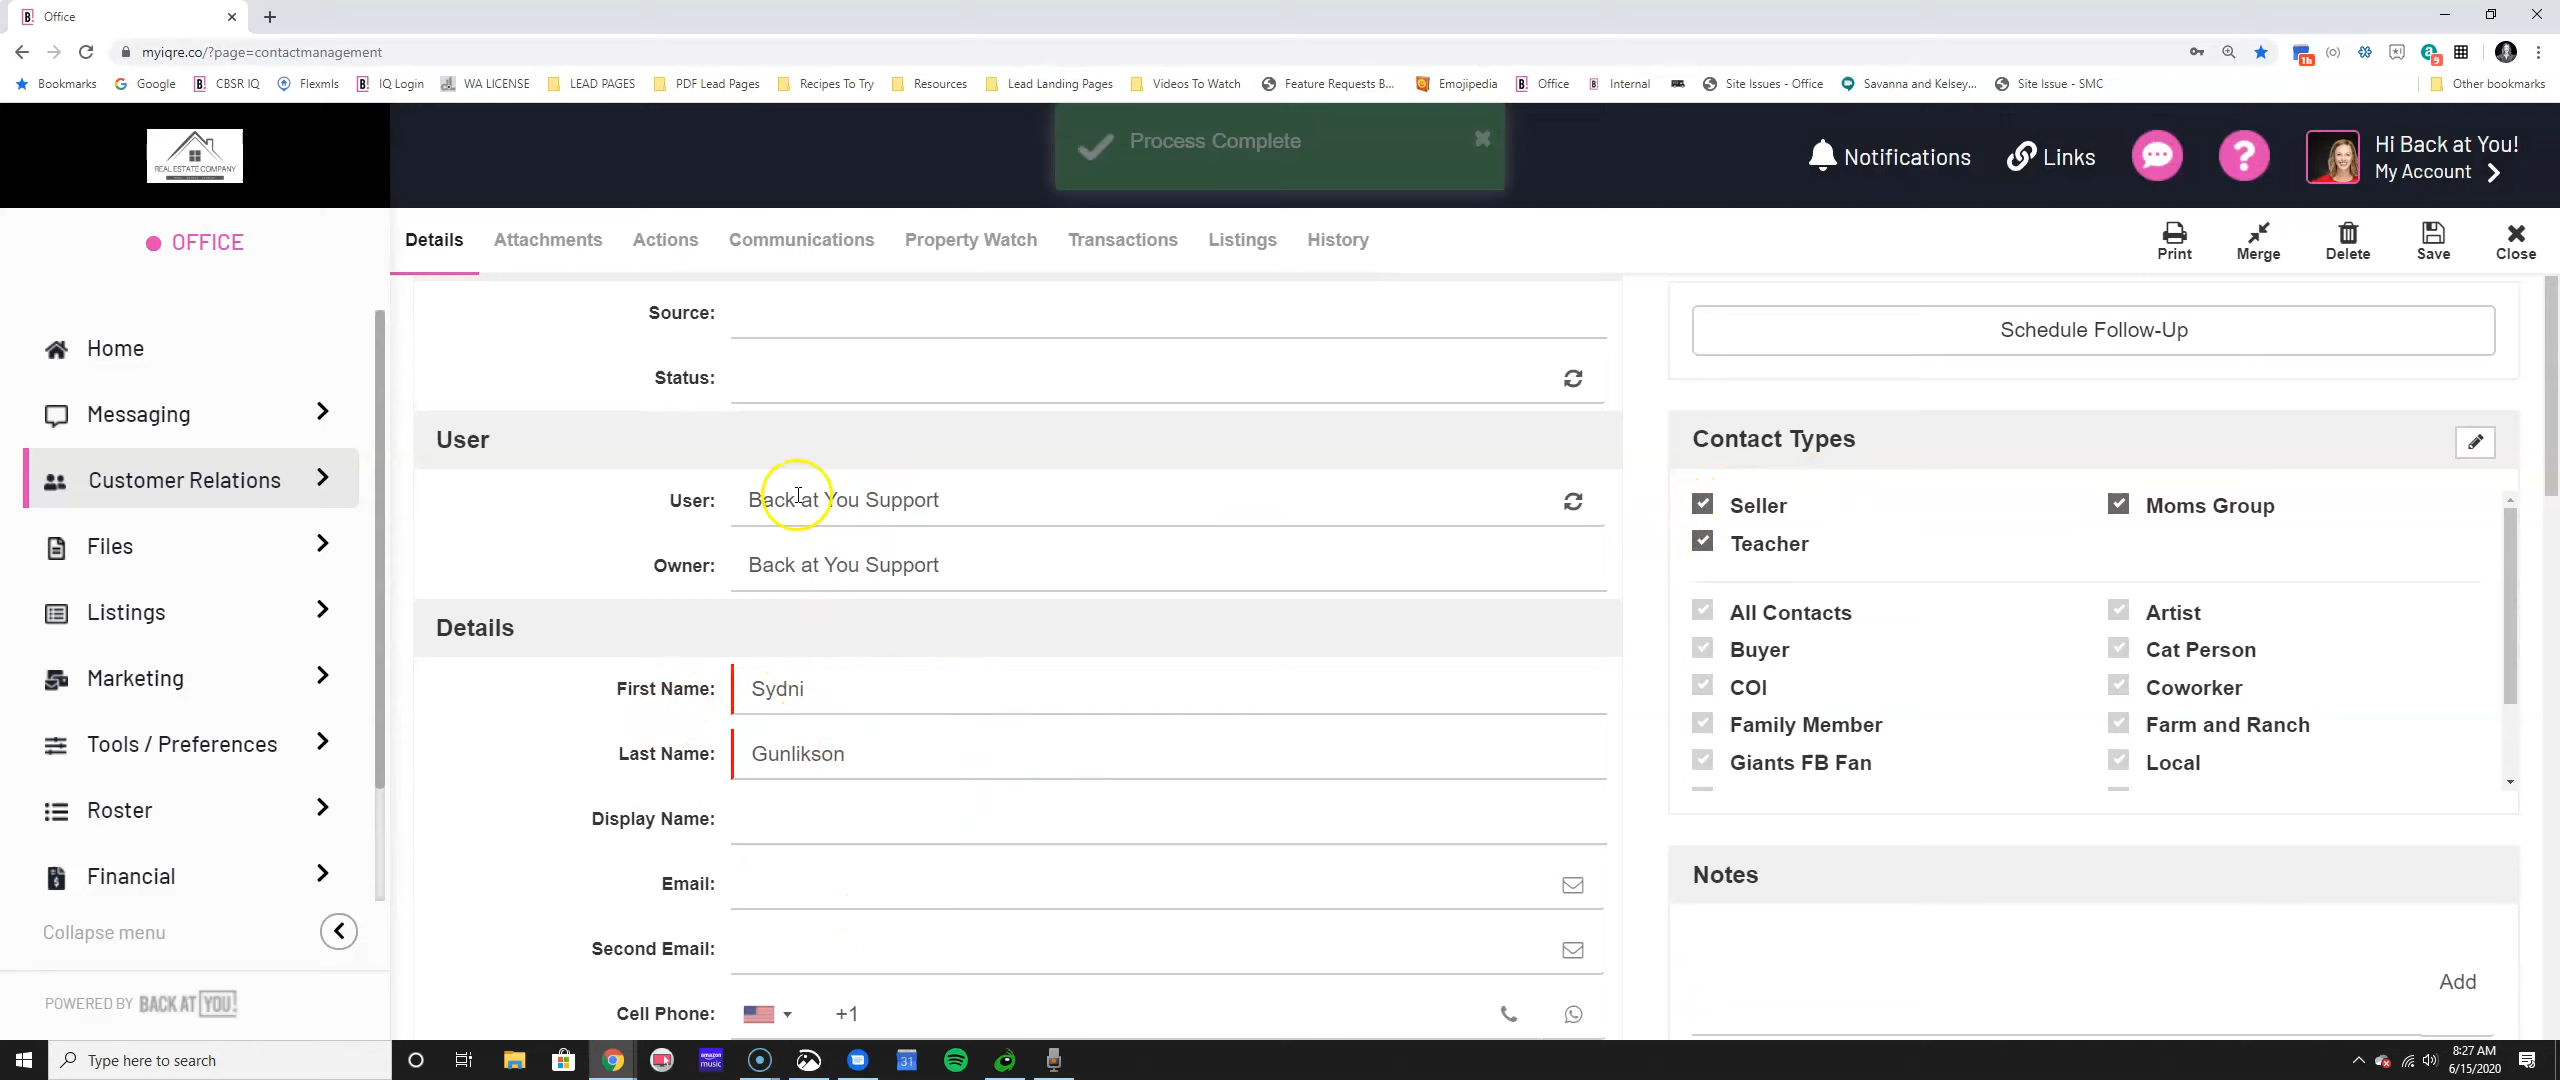 Office
myiqre.co/?page=contactmanagement
1h
9
Bookmarks
Google
CBSR IQ
Flexmls
IQ Login
WA LICENSE
LEAD PAGES
PDF Lead Pages
Recipes To Try
Resources
Lead Landing Pages
Videos To Watch
Feature Requests B...
Emojipedia
Office
Internal
Site Issues - Office
Savanna and Kelsey...
Site Issue - SMC
Other bookmarks
REAL ESTATE COMPANY
Process Complete
Notifications
Links
Hi Back at You!
My Account
OFFICE
Home
Messaging
Customer Relations
Files
Listings
Marketing
Tools / Preferences
Roster
Financial
Collapse menu
POWERED BY BACK AT YOU!
Details
Attachments
Actions
Communications
Property Watch
Transactions
Listings
History
Print
Merge
Delete
Save
Close
Source:
Status:
User
User: Back at You Support
Owner: Back at You Support
Details
First Name: Sydni
Last Name: Gunlikson
Display Name:
Email:
Second Email:
Cell Phone: +1
Schedule Follow-Up
Contact Types
Seller
Moms Group
Teacher
All Contacts
Artist
Buyer
Cat Person
COI
Coworker
Family Member
Farm and Ranch
Giants FB Fan
Local
Notes
Add
Type here to search
amazon music
31
8:27 AM
6/15/2020